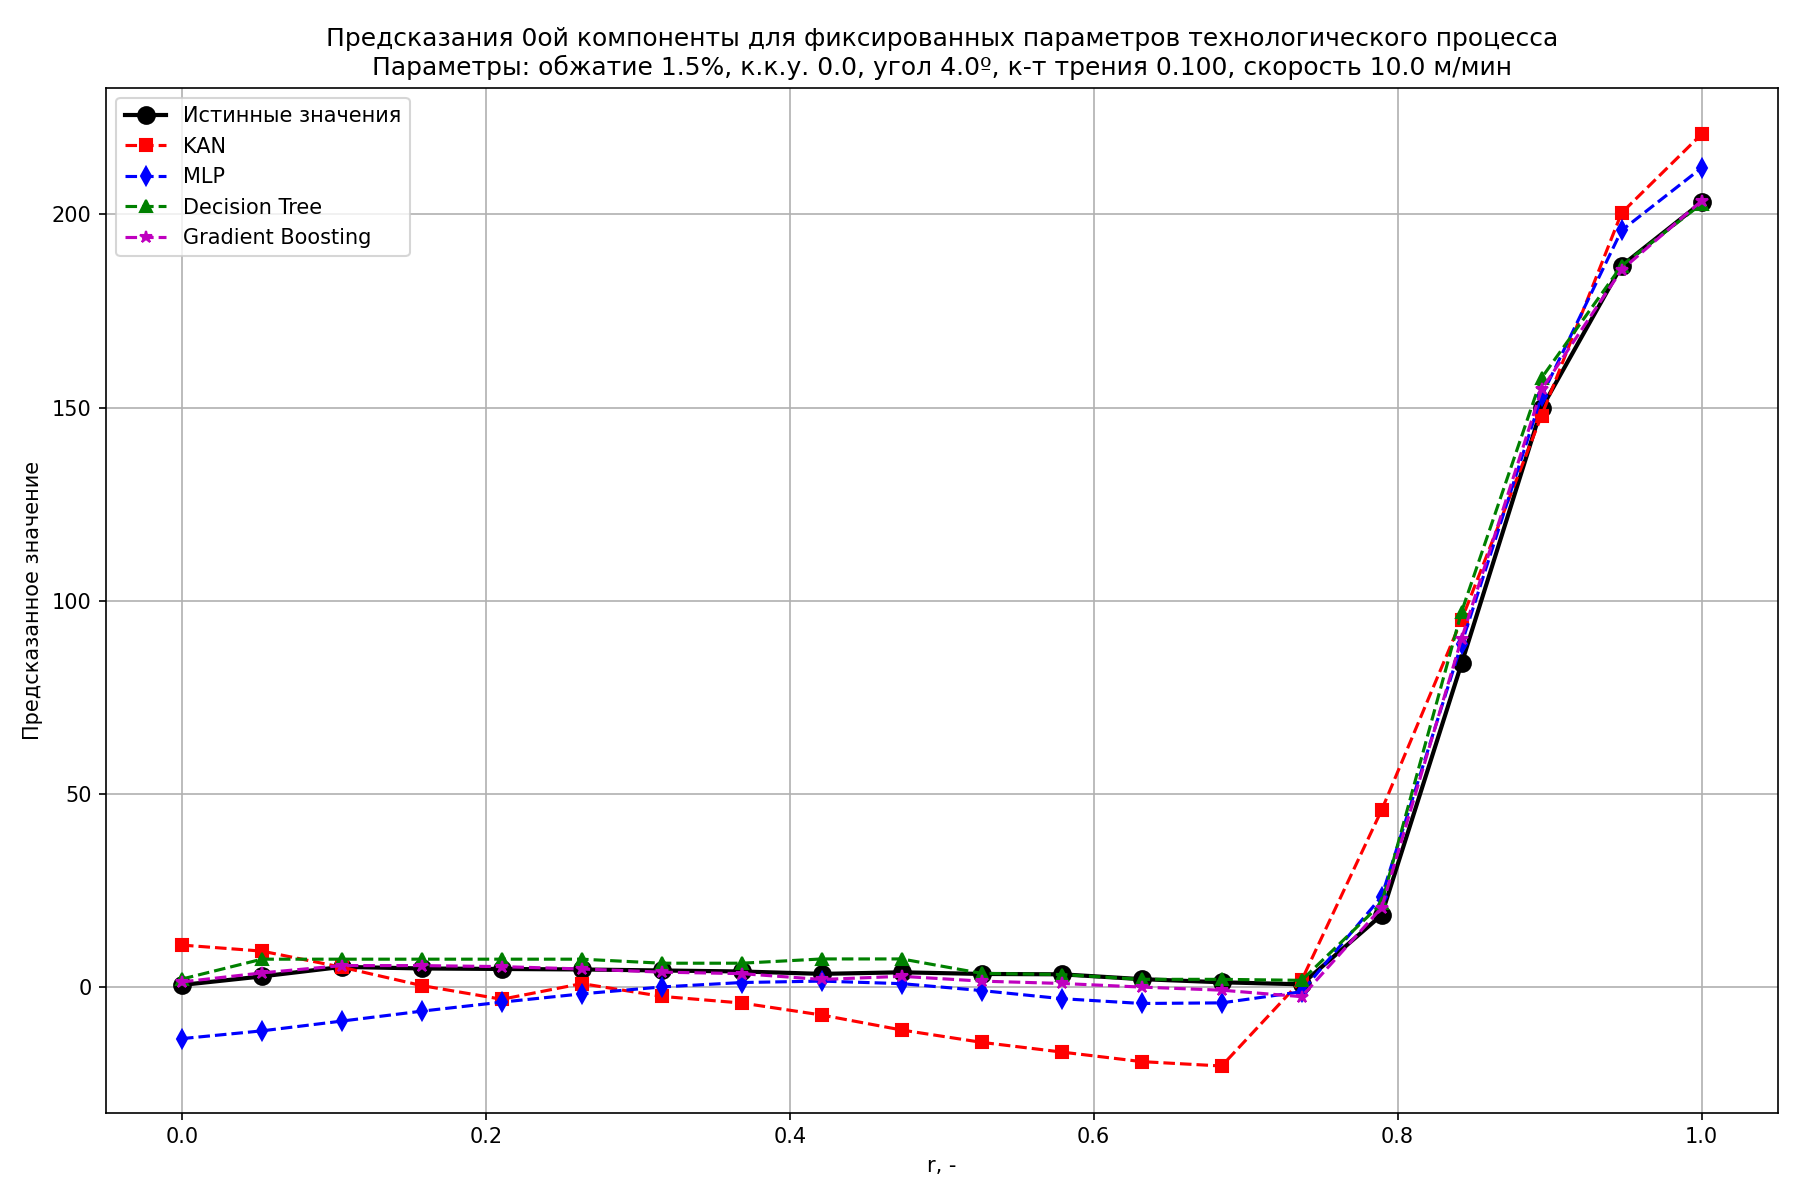 Предсказания 0ой компоненты для фиксированных параметров технологического процесса
Параметры: обжатие 1.5%, к.к.у. 0.0, угол 4.0º, к-т трения 0.100, скорость 10.0 м/мин
Истинные значения
KAN
MLP
Decision Tree
Gradient Boosting
Предсказанное значение
200
150
100
50
0
0.0
0.2
0.4
0.6
0.8
1.0
r, -